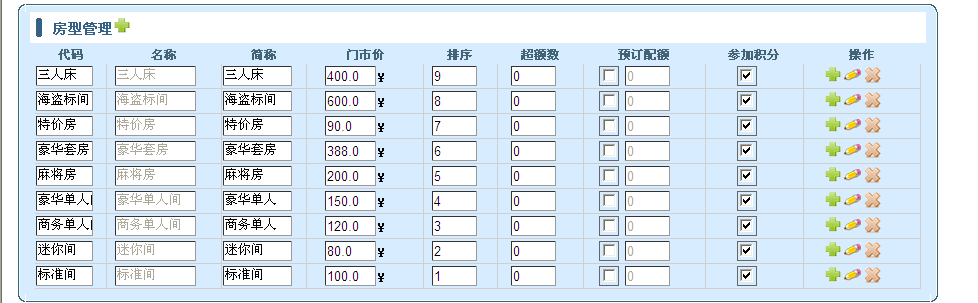 房型管理
代码 名称 简称 门市价 排序 超额数 预订配额 参加积分 操作
三人床 三人床 三人床 400.0 ¥ 9 0 0
海盗标间 海盗标间 海盗标间 600.0 ¥ 8 0 0
特价房 特价房 特价房 90.0 ¥ 7 0 0
豪华套房 豪华套房 豪华套房 388.0 ¥ 6 0 0
麻将房 麻将房 麻将房 200.0 ¥ 5 0 0
豪华单人 豪华单人间 豪华单人 150.0 ¥ 4 0 0
商务单人 商务单人间 商务单人 120.0 ¥ 3 0 0
迷你间 迷你间 迷你间 80.0 ¥ 2 0 0
标准间 标准间 标准间 100.0 ¥ 1 0 0